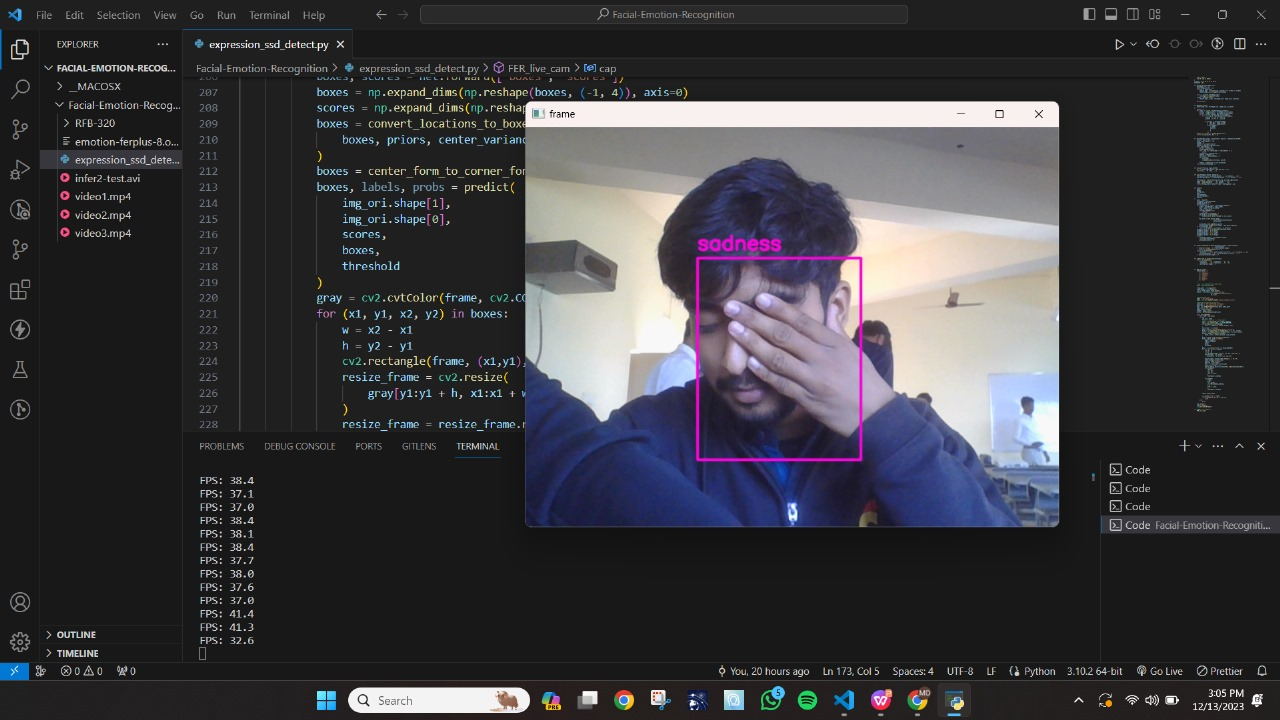 File Edit Selection View Go Run Terminal Help
Facial-Emotion-Recognition
EXPLORER
FACIAL-EMOTION-RECOG...
__MACOSX
Facial-Emotion-Recog...
RFB-320
emotion-ferplus-8.o...
expression_ssd_dete...
infer2-test.avi
video1.mp4
video2.mp4
video3.mp4
OUTLINE
TIMELINE
expression_ssd_detect.py
Facial-Emotion-Recognition > expression_ssd_detect.py > FER_live_cam > cap
207 boxes = np.expand_dims(np.reshape(boxes, (-1, 4)), axis=0)
208 scores = np.expand_dims(np.resha
209 boxes = convert_locations_to_boxe
210 boxes, priors, center_varianc
211 )
212 boxes = center_form_to_corner_for
213 boxes, labels, probs = predict(
214 img_ori.shape[1],
215 img_ori.shape[0],
216 scores,
217 boxes,
218 threshold
219 )
220 gray = cv2.cvtColor(frame, cv2.CO
221 for (x1, y1, x2, y2) in boxes:
222 w = x2 - x1
223 h = y2 - y1
224 cv2.rectangle(frame, (x1,y1),
225 resize_frame = cv2.resize(
226 gray[y1:y1 + h, x1:x1 + w
227 )
228 resize_frame = resize_frame.r
frame
sadness
PROBLEMS DEBUG CONSOLE PORTS GITLENS TERMINAL
FPS: 38.4
FPS: 37.1
FPS: 37.0
FPS: 38.4
FPS: 38.1
FPS: 38.4
FPS: 37.7
FPS: 38.0
FPS: 37.6
FPS: 37.0
FPS: 41.4
FPS: 41.3
FPS: 32.6
Code
Code
Code
Code Facial-Emotion-Recogniti...
0 0 0 You, 20 hours ago Ln 173, Col 5 Spaces: 4 UTF-8 LF Python 3.10.2 64-bit Go Live Prettier
Search
PRE
5
MD
3:05 PM
12/13/2023